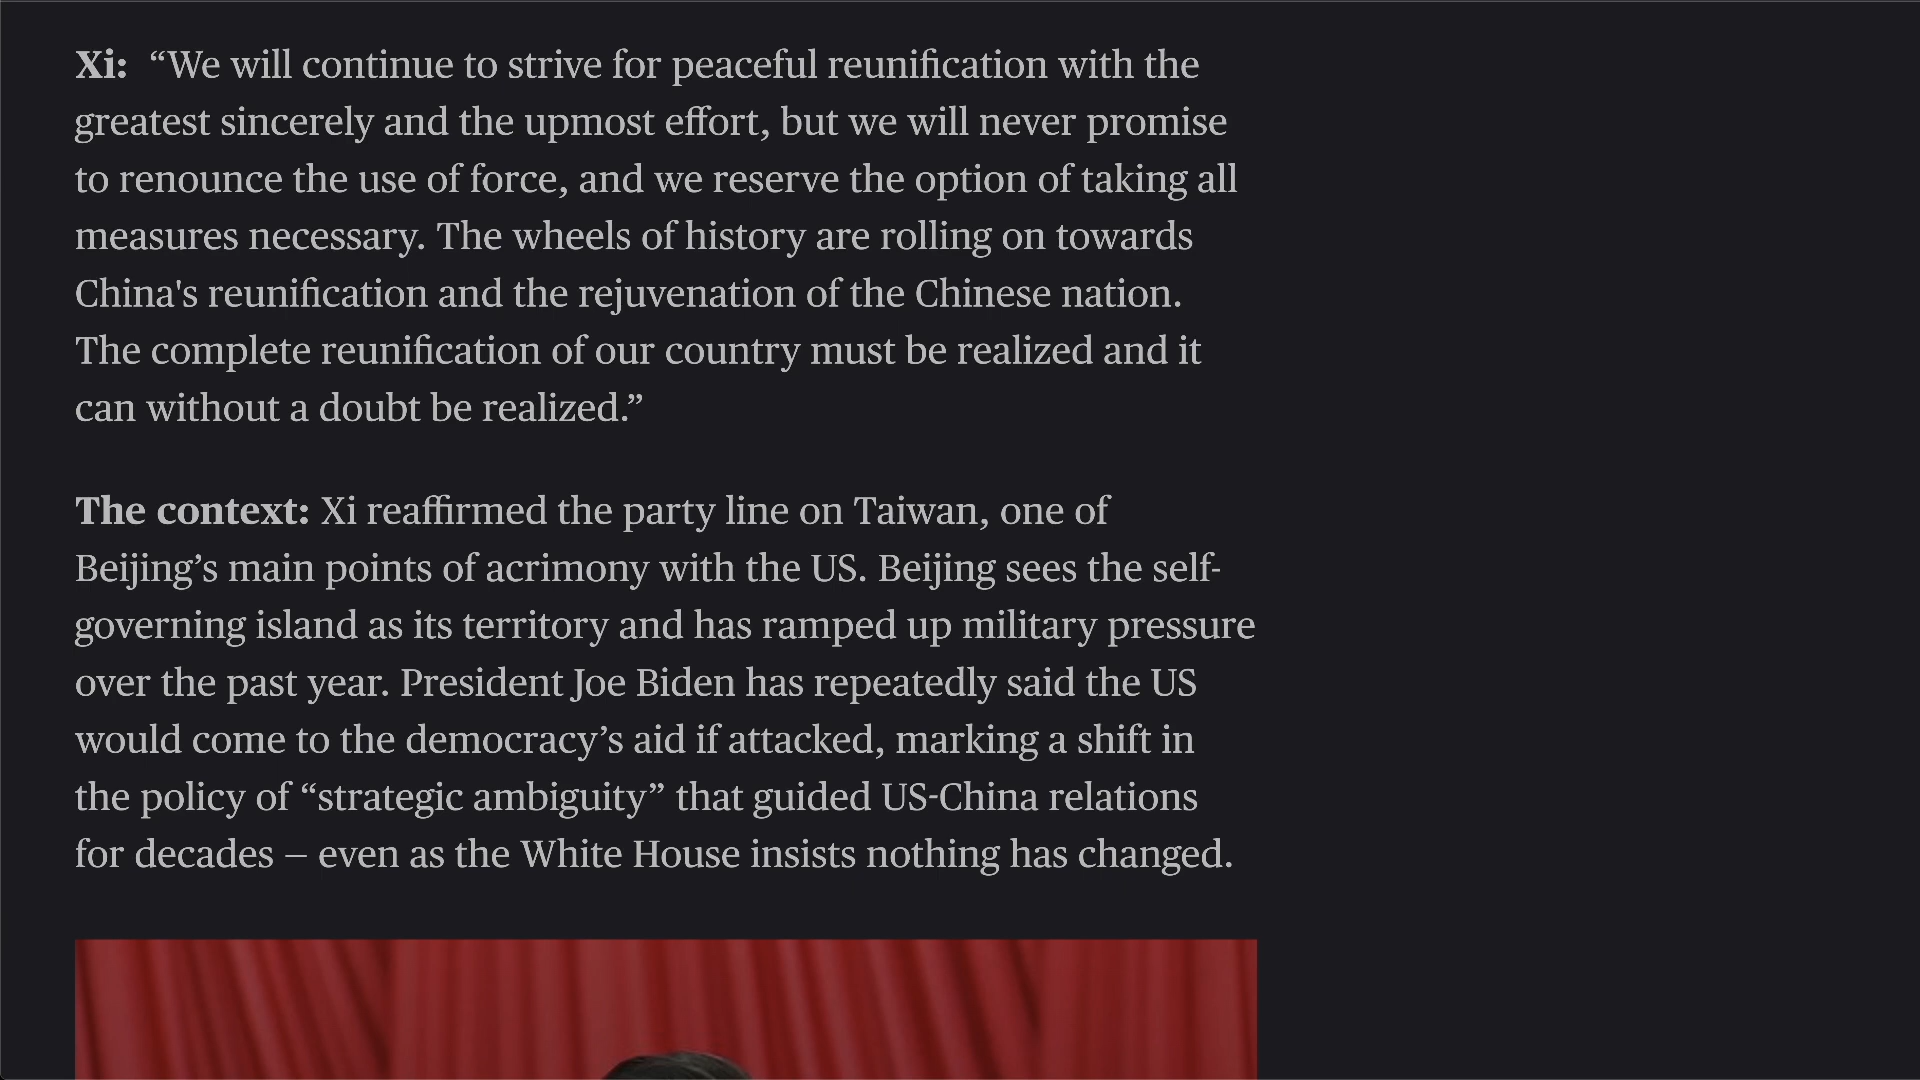 Xi:  “We will continue to strive for peaceful reunification with the
greatest sincerely and the upmost effort, but we will never promise
to renounce the use of force, and we reserve the option of taking all
measures necessary. The wheels of history are rolling on towards
China's reunification and the rejuvenation of the Chinese nation.
The complete reunification of our country must be realized and it
can without a doubt be realized.”
The context: Xi reaffirmed the party line on Taiwan, one of
Beijing’s main points of acrimony with the US. Beijing sees the self-
governing island as its territory and has ramped up military pressure
over the past year. President Joe Biden has repeatedly said the US
would come to the democracy’s aid if attacked, marking a shift in
the policy of “strategic ambiguity” that guided US-China relations
for decades — even as the White House insists nothing has changed.